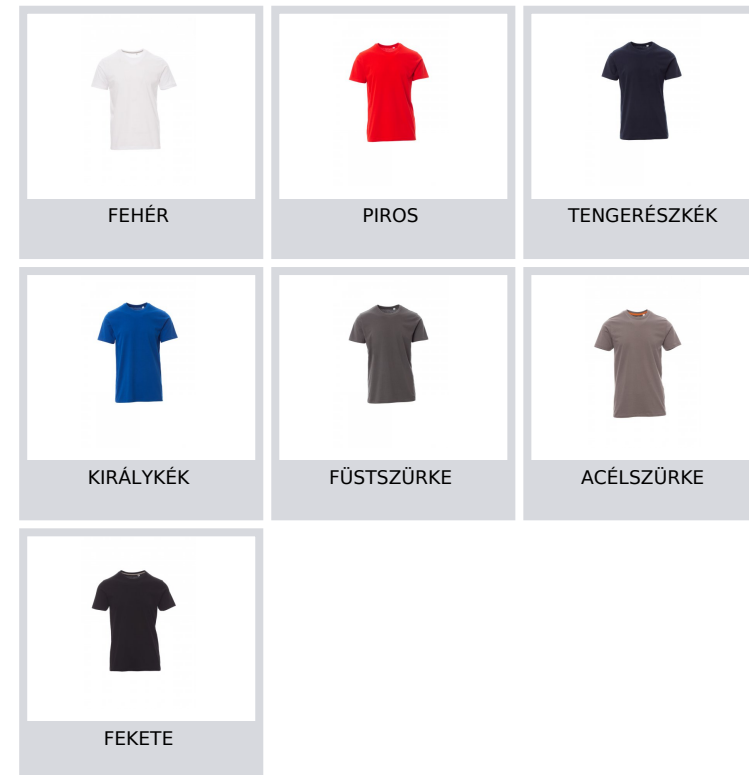 FEHÉR
PIROS
TENGERÉSZKÉK
KIRÁLYKÉK
FÜSTSZÜRKE
ACÉLSZÜRKE
FEKETE